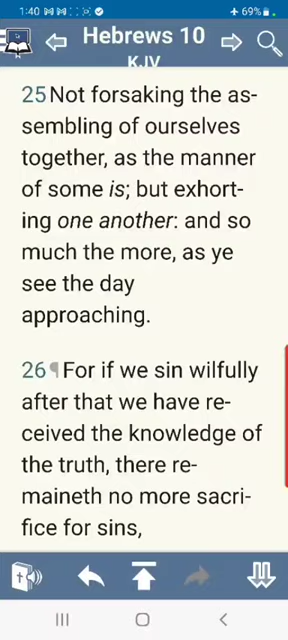 1:40
69%
Hebrews 10
KJV
25 Not forsaking the as-
sembling of ourselves
together, as the manner
of some is; but exhort-
ing one another: and so
much the more, as ye
see the day
approaching.
26 ¶ For if we sin wilfully
after that we have re-
ceived the knowledge of
the truth, there re-
maineth no more sacri-
fice for sins,